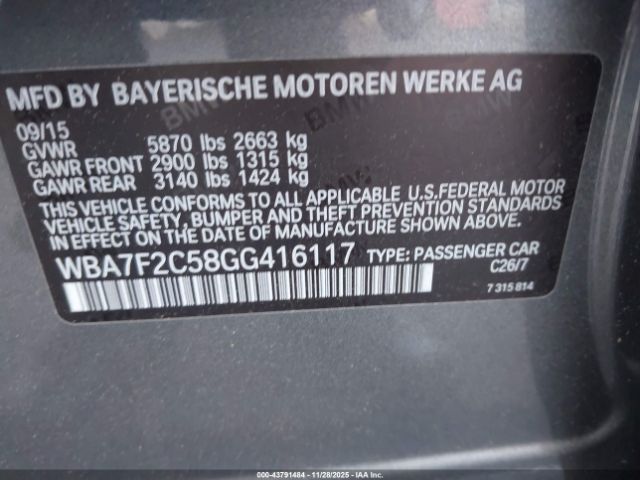 MFD BY BAYERISCHE MOTOREN WERKE AG
09/15
GVWR 5870 lbs 2663 kg
GAWR FRONT 2900 lbs 1315 kg
GAWR REAR 3140 lbs 1424 kg
THIS VEHICLE CONFORMS TO ALL APPLICABLE U.S.FEDERAL MOTOR
VEHICLE SAFETY, BUMPER AND THEFT PREVENTION STANDARDS
IN EFFECT ON THE DATE OF MANUFACTURE SHOWN ABOVE.
WBA7F2C58GG416117 TYPE: PASSENGER CAR
C26/7
7 315 814
000-43791484 | 11/28/2025 - IAAI.COM